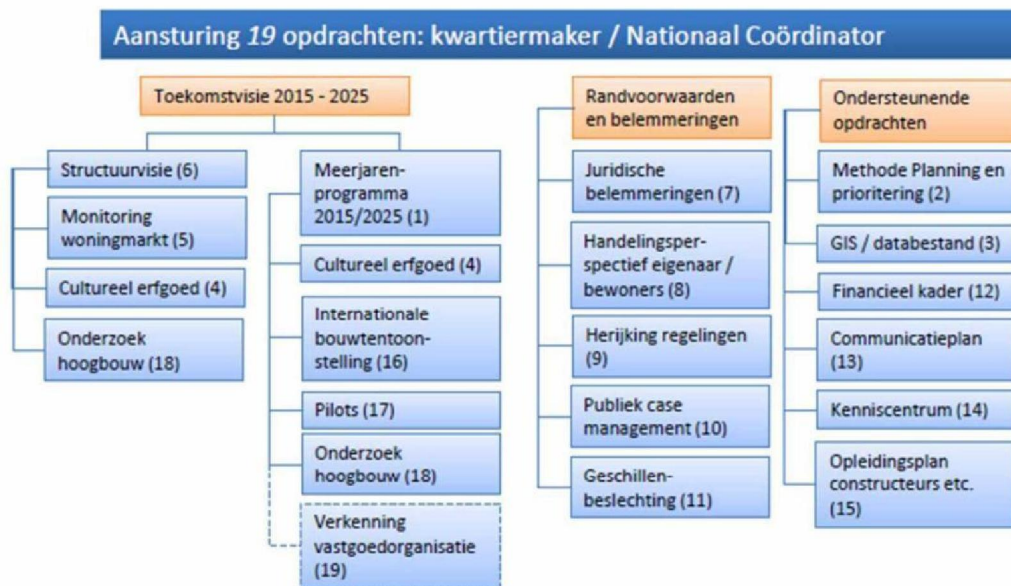 Aansturing 19 opdrachten: kwartiermaker / Nationaal Coördinator
Toekomstvisie 2015 - 2025
Structuurvisie (6)
Monitoring
woningmarkt (5)
Cultureel erfgoed (4)
Onderzoek
hoogbouw (18)
Meerjaren-
programma
2015/2025 (1)
Cultureel erfgoed (4)
Internationale
bouwtentoon-
stelling (16)
Pilots (17)
Onderzoek
hoogbouw (18)
Verkenning
vastgoedorganisatie
(19)
Randvoorwaarden
en belemmeringen
Juridische
belemmeringen (7)
Handelingsper-
spectief eigenaar /
bewoners (8)
Herijking regelingen
(9)
Publiek case
management (10)
Geschillen-
beslechting (11)
Ondersteunende
opdrachten
Methode Planning en
prioritering (2)
GIS / databestand (3)
Financieel kader (12)
Communicatieplan
(13)
Kenniscentrum (14)
Opleidingsplan
constructeurs etc.
(15)